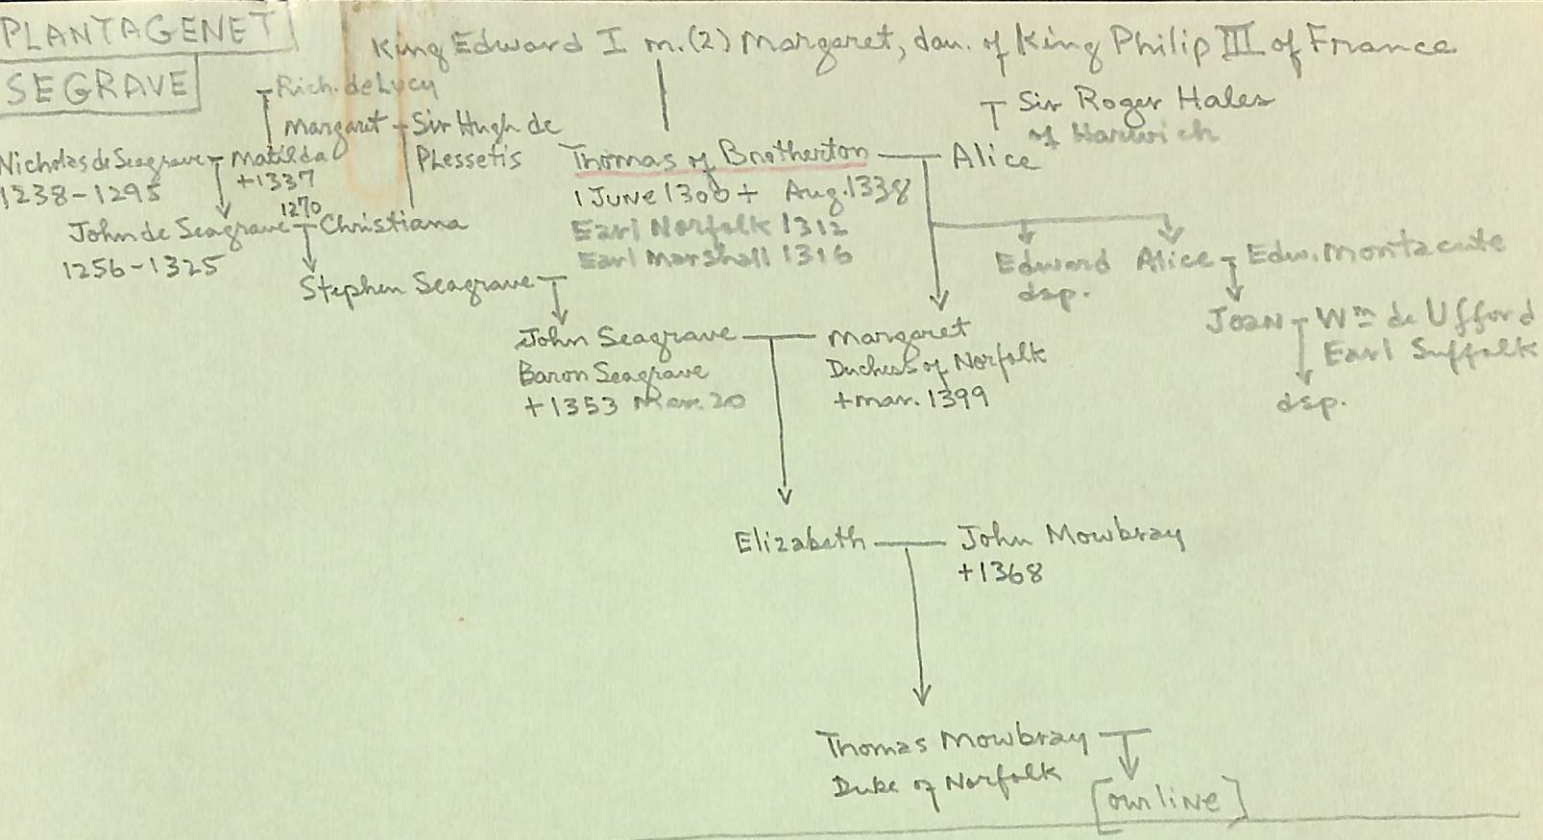 PLANTAGENET
SEGRAVE
King Edward I m.(2) Margaret, dau. of King Philip III of France
Rich. de Lucy
Sir Roger Hales
of Harwich
Margaret
Sir Hugh de
Plessetis
Nicholas de Seagrave
1238-1295
Matilda
+1337
Thomas of Brotherton
1 June 1300+ Aug. 1338
Earl Norfolk 1312
Earl Marshall 1316
Alice
John de Seagrave
1256-1325
1270
Christiana
Edward
dsp.
Alice
Edw. Montacute
Stephen Seagrave
Joan
Wm de Ufford
Earl Suffolk
dsp.
John Seagrave
Baron Seagrave
+1353 Mar. 20
Margaret
Duchess of Norfolk
+Mar. 1399
Elizabeth
John Mowbray
+1368
Thomas Mowbray
Duke of Norfolk
[our line]